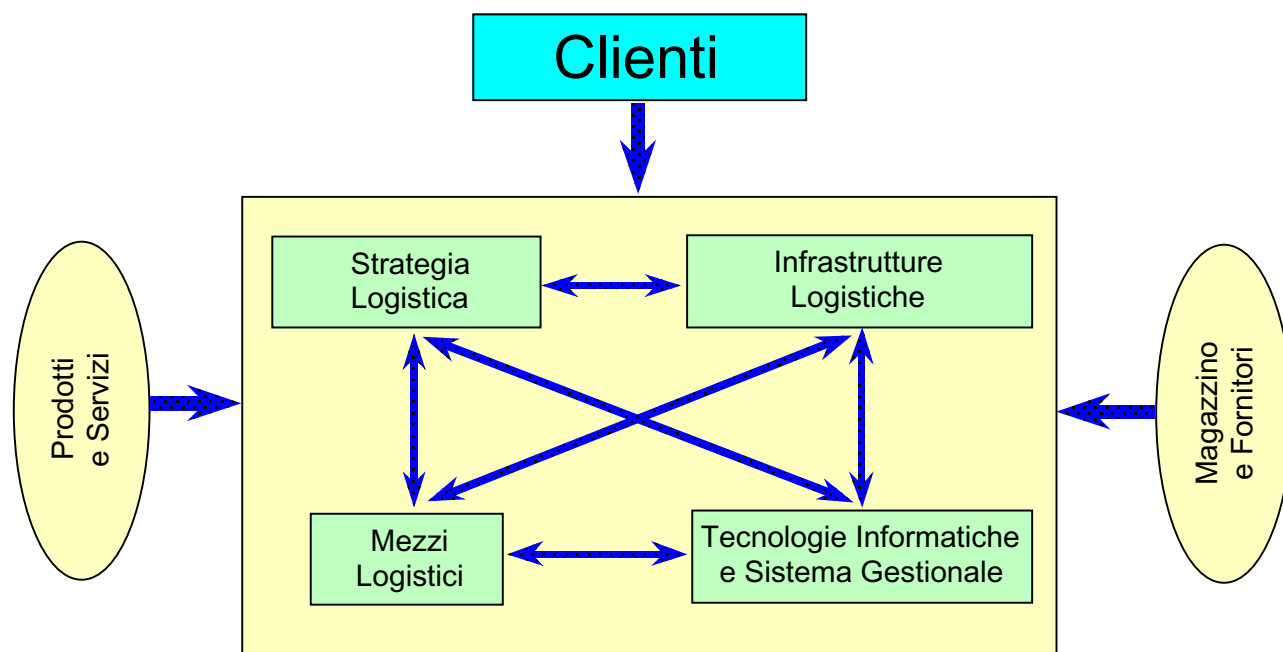 Clienti
Strategia
Logistica
Infrastrutture
Logistiche
Prodotti
e Servizi
Magazzino
e Fornitori
Mezzi
Logistici
Tecnologie Informatiche
e Sistema Gestionale